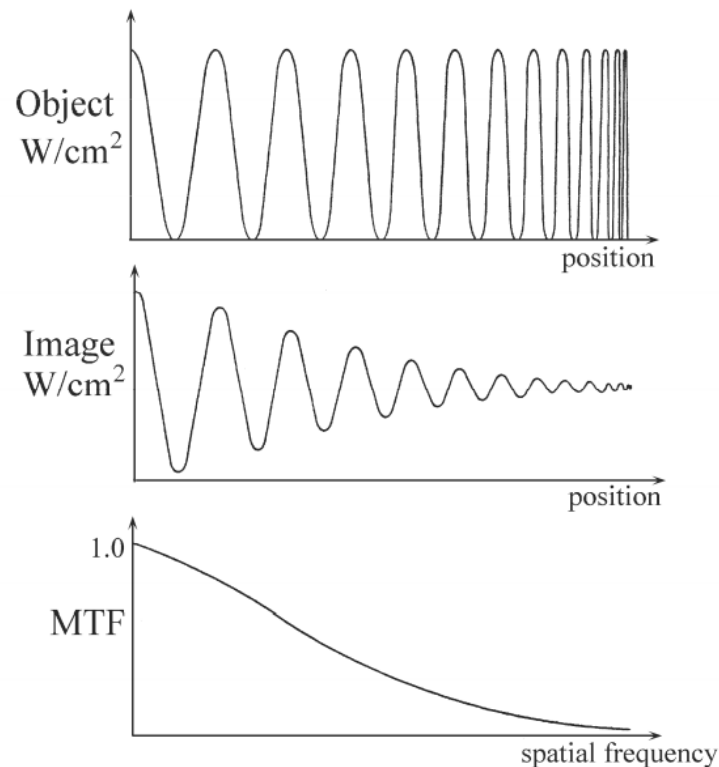 Object
W/cm²
position
Image
W/cm²
position
1.0
MTF
spatial frequency